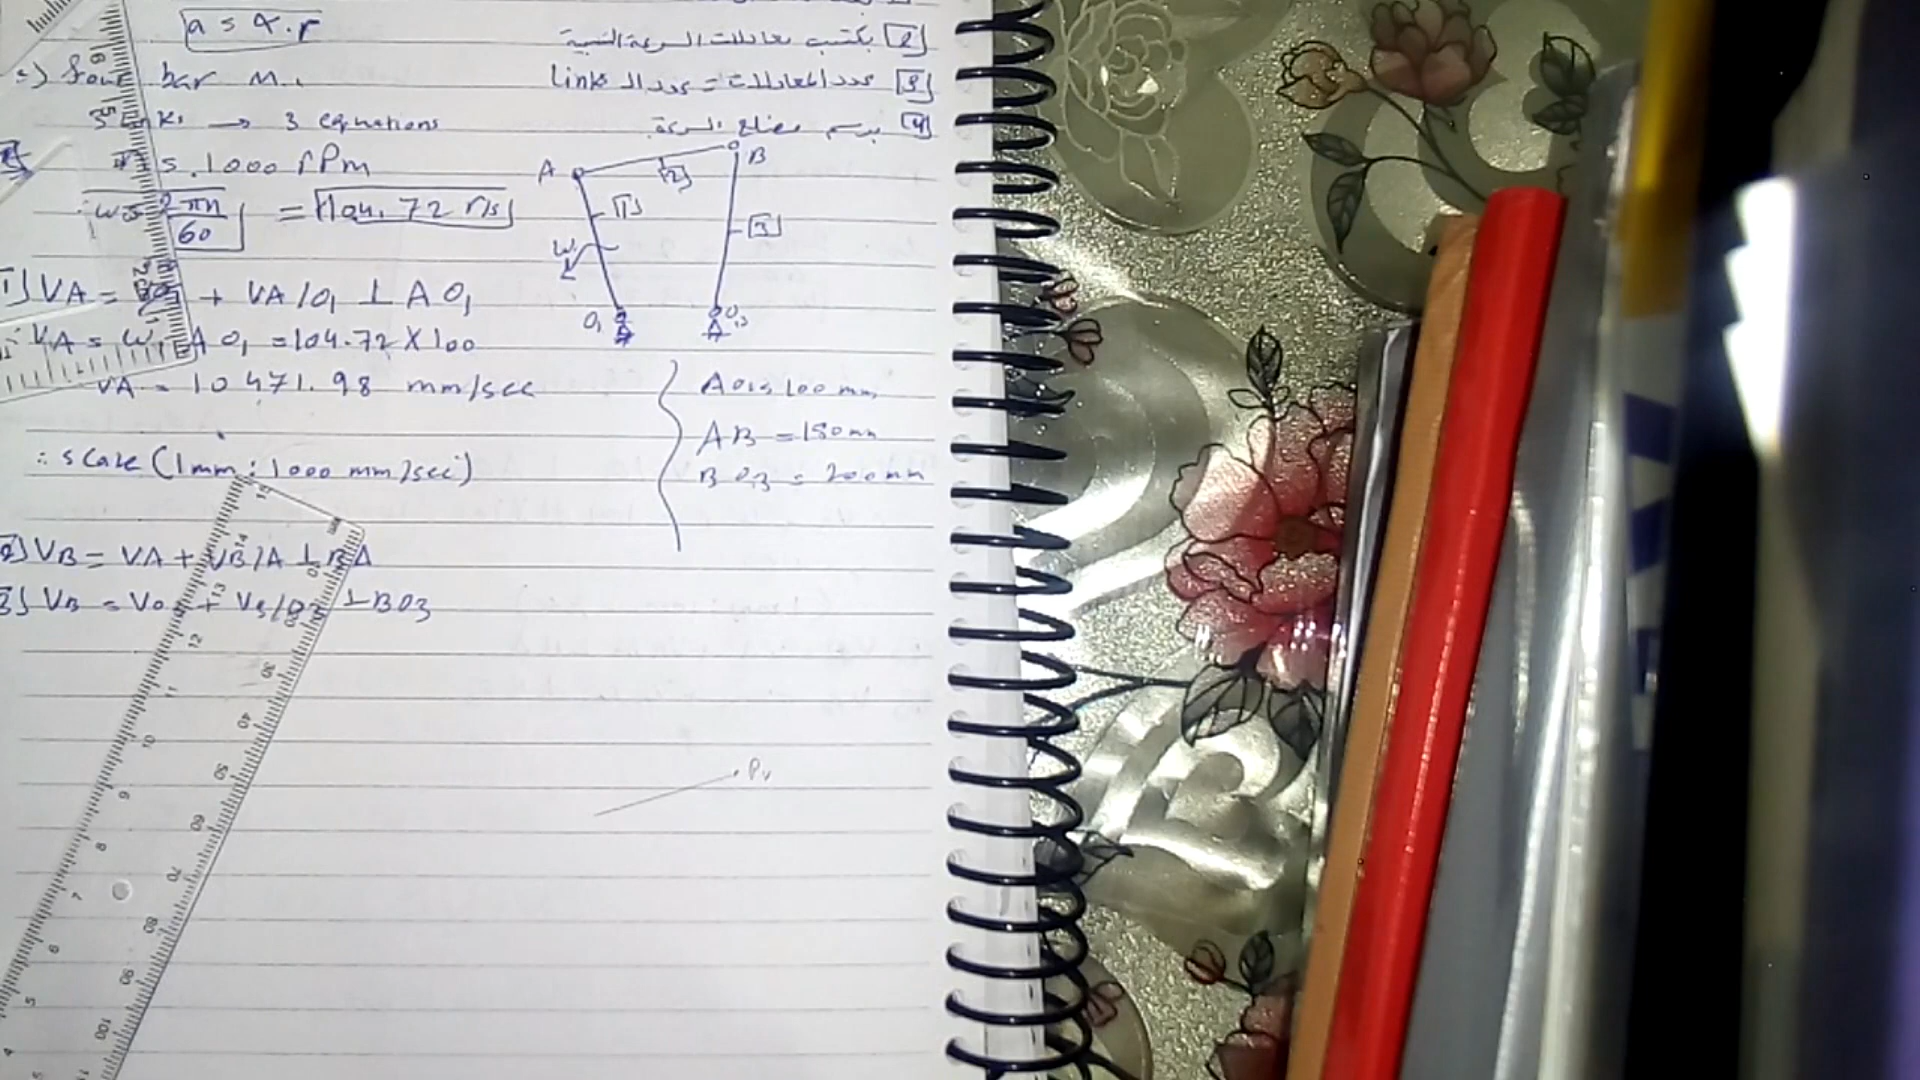 a = α.r
[2] بكتب معادلات السرعة النسبية
four bar m.
[3] عدد المعادلات = عدد الـ Links
3 → 3 equations
[4] برسم مضلع السرعة
1000 rPm
A
B
[2]
2πn
60
= 104.72 r/s
[1]
[3]
ω
1] VA = + VA/O1 ⊥ AO1
O1
O3
∴ VA = ω1 AO1 = 104.72 X 100
VA = 10471.98 mm/sec
AO1 = 100 mm
AB = 150 mm
∴ scale (1mm : 1000 mm/sec)
BO3 = 200 mm
2] VB = VA + VB/A ⊥ BA
3] VB = VO3 + VB/O3 ⊥ BO3
Pv